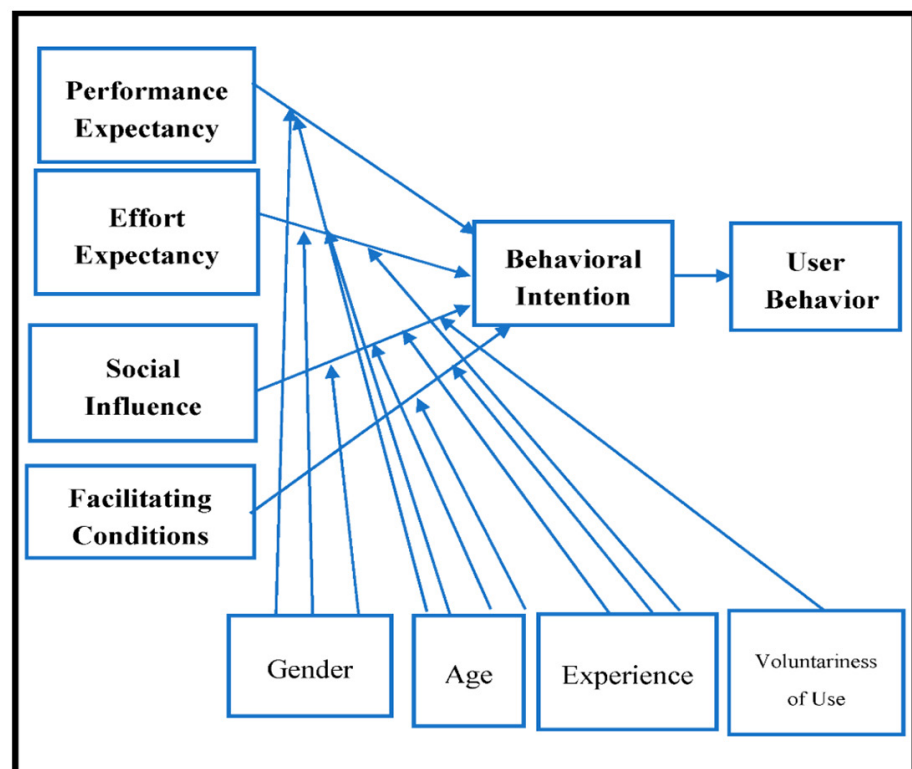 Performance
Expectancy
Effort
Expectancy
Social
Influence
Facilitating
Conditions
Behavioral
Intention
User
Behavior
Gender
Age
Experience
Voluntariness
of Use